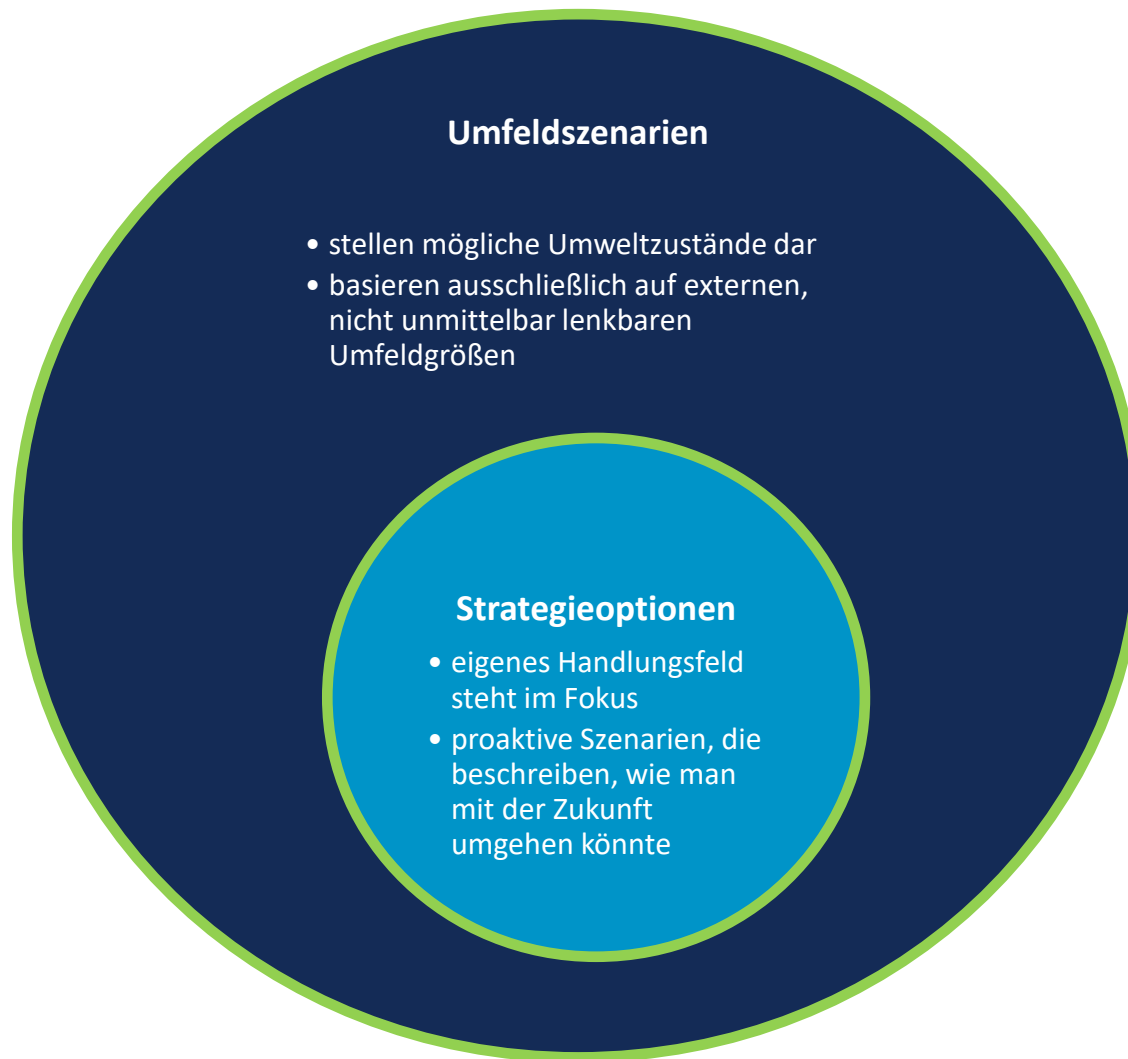 Umfeldszenarien
• stellen mögliche Umweltzustände dar
• basieren ausschließlich auf externen,
nicht unmittelbar lenkbaren
Umfeldgrößen
Strategieoptionen
• eigenes Handlungsfeld
steht im Fokus
• proaktive Szenarien, die
beschreiben, wie man
mit der Zukunft
umgehen könnte